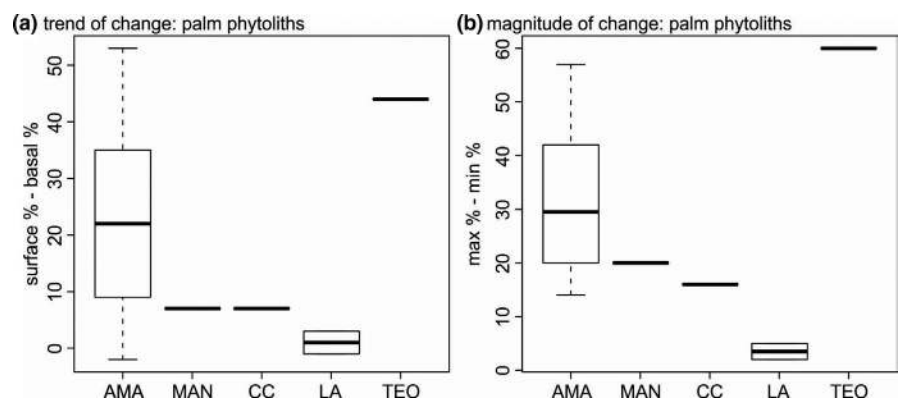 (a) trend of change: palm phytoliths
surface % - basal %
50
40
30
20
10
0
AMA MAN CC LA TEO
(b) magnitude of change: palm phytoliths
max % - min %
60
50
40
30
20
10
0
AMA MAN CC LA TEO